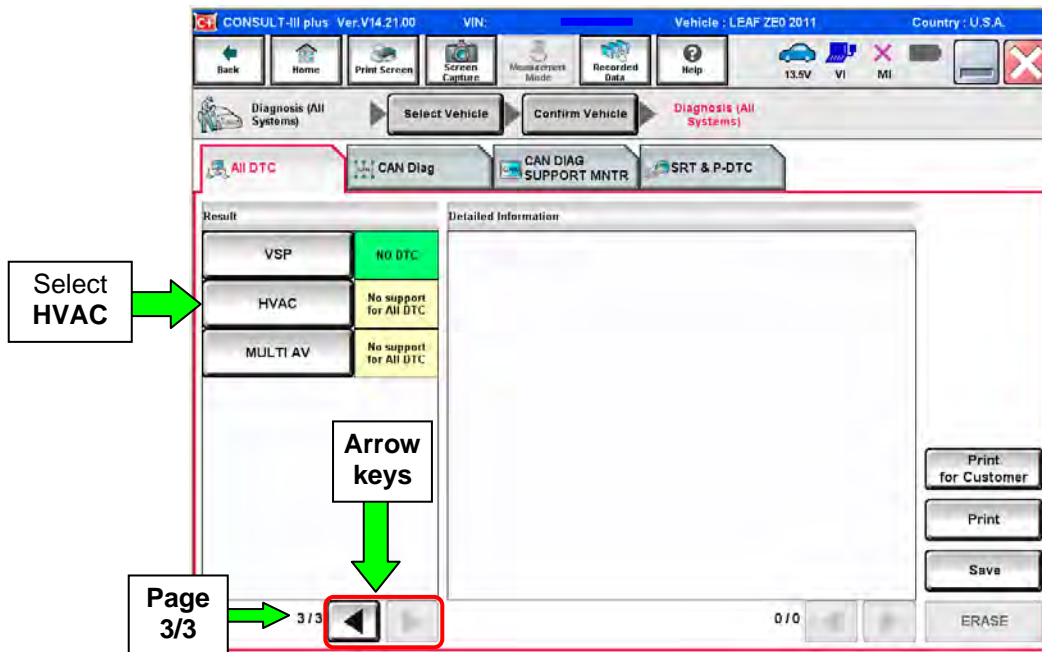 CONSULT-III plus Ver.V14.21.00 VIN: Vehicle : LEAF ZE0 2011 Country : U.S.A.
Back
Home
Print Screen
Screen
Capture
Measurement
Mode
Recorded
Data
Help
13.5V
VI
MI
Diagnosis (All
Systems)
Select Vehicle
Confirm Vehicle
Diagnosis (All
Systems)
All DTC
CAN Diag
CAN DIAG
SUPPORT MNTR
SRT & P-DTC
Result
Detailed Information
VSP
NO DTC
HVAC
No support
for All DTC
MULTI AV
No support
for All DTC
Select
HVAC
Arrow
keys
Page
3/3
3/3
0/0
Print
for Customer
Print
Save
ERASE